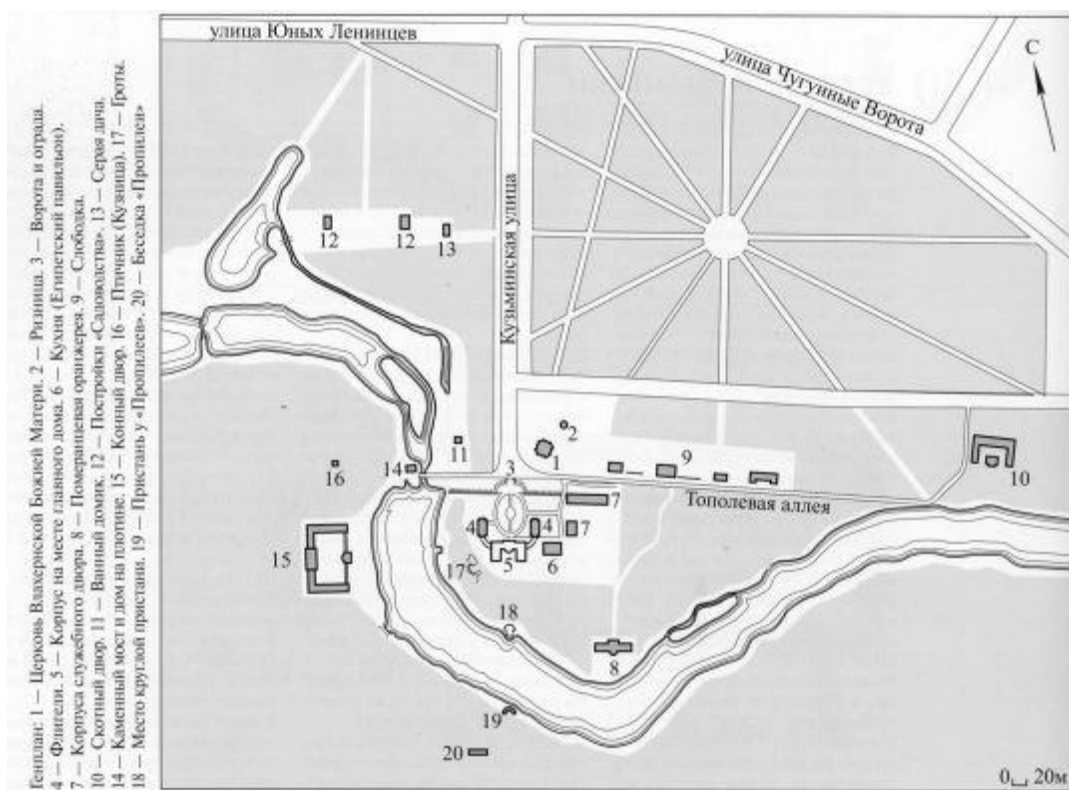 Генплан: 1 — Церковь Влахернской Божией Матери. 2 — Ризница. 3 — Ворота и ограда.
4 — Флигели. 5 — Корпус на месте главного дома. 6 — Кухня (Египетский павильон).
7 — Корпуса служебного двора. 8 — Померанцевая оранжерея. 9 — Слободка.
10 — Скотный двор. 11 — Ванный домик. 12 — Постройки «Садоводства». 13 — Серая дача.
14 — Каменный мост и дом на плотине. 15 — Конный двор. 16 — Птичник (Кузница). 17 — Гроты.
18 — Место круглой пристани. 19 — Пристань у «Пропилеев». 20 — Беседка «Пропилеи»
улица Юных Ленинцев
улица Чугунные Ворота
С
Кузьминская улица
12
12
13
2
1
9
10
11
14
16
3
7
Тополевая аллея
4
4
7
15
5
6
17
18
8
19
20
0 20м